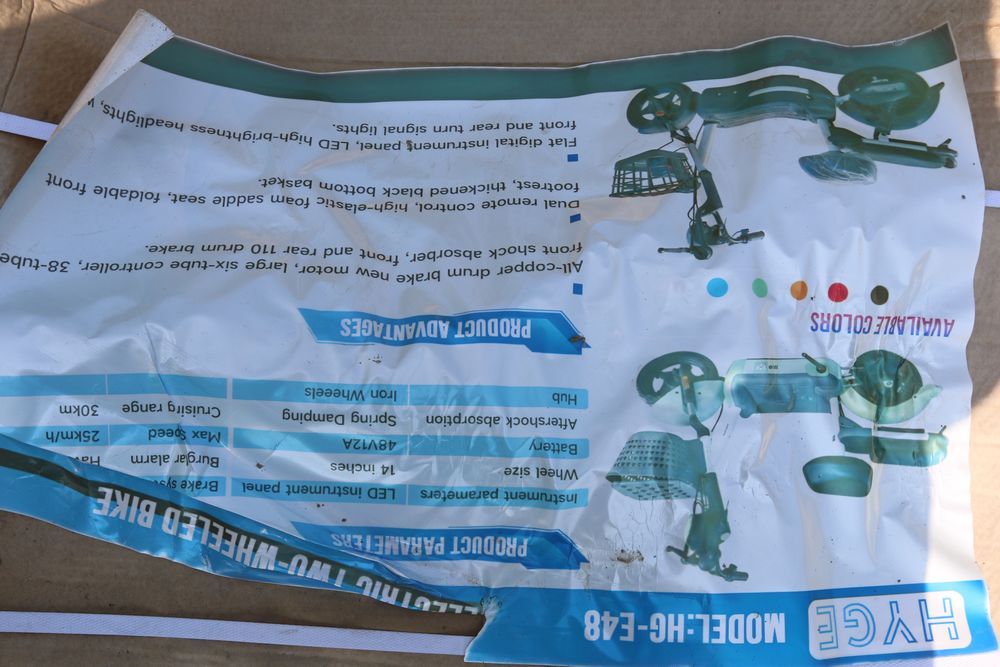 HYGE
MODEL:HG-E48
ELECTRIC TWO-WHEELED BIKE
AVAILABLE COLORS
PRODUCT PARAMETERS
Instrument parameters LED instrument panel Brake
Wheel size 14 inches Burgar alarm
Battery 48V12A Max speed 25km/h
Aftershock absorption Spring Damping Cruising range 30km
Hub Iron Wheeels
PRODUCT ADVANTAGES
All-copper drum brake new motor, large six-tube controller, 38-tube
front shock absorber, front and rear 110 drum brake.
Dual remote control, high-elastic foam saddle seat, foldable front
footrest, thickened black bottom basket.
Flat digital instrument panel, LED high-brightness headlights,
front and rear turn signal lights.